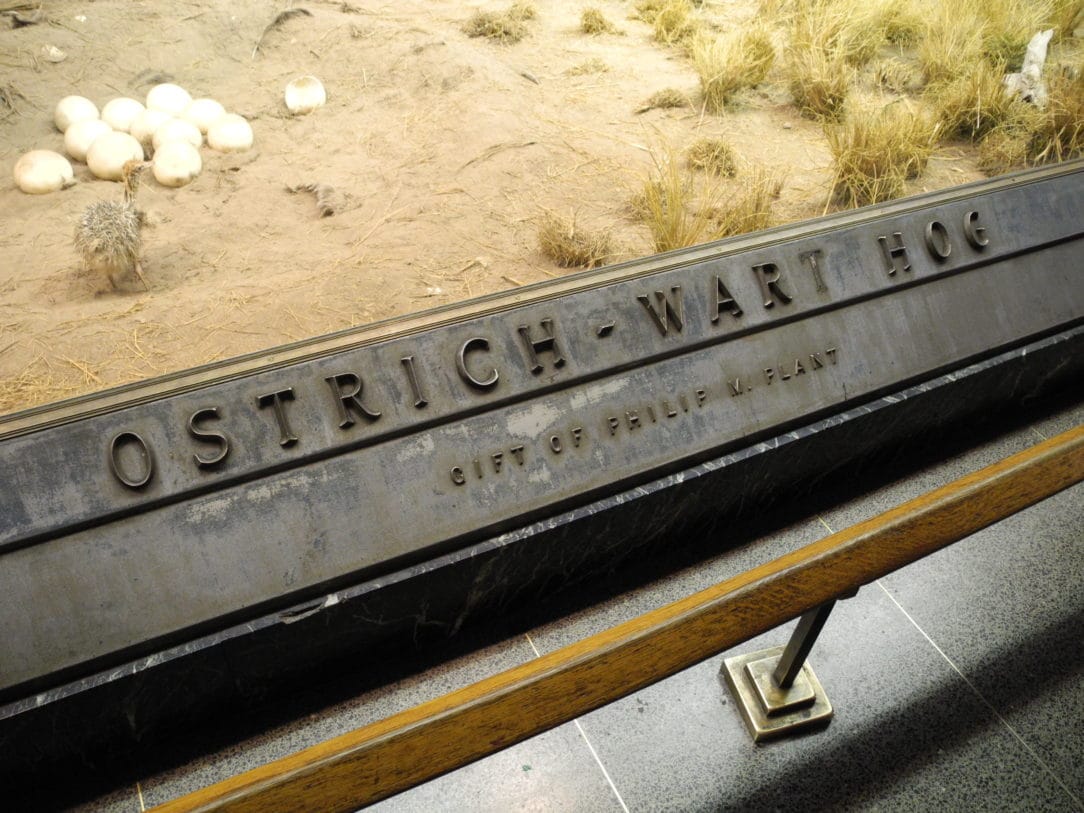 OSTRICH - WART HOG
GIFT OF PHILIP M. PLANT